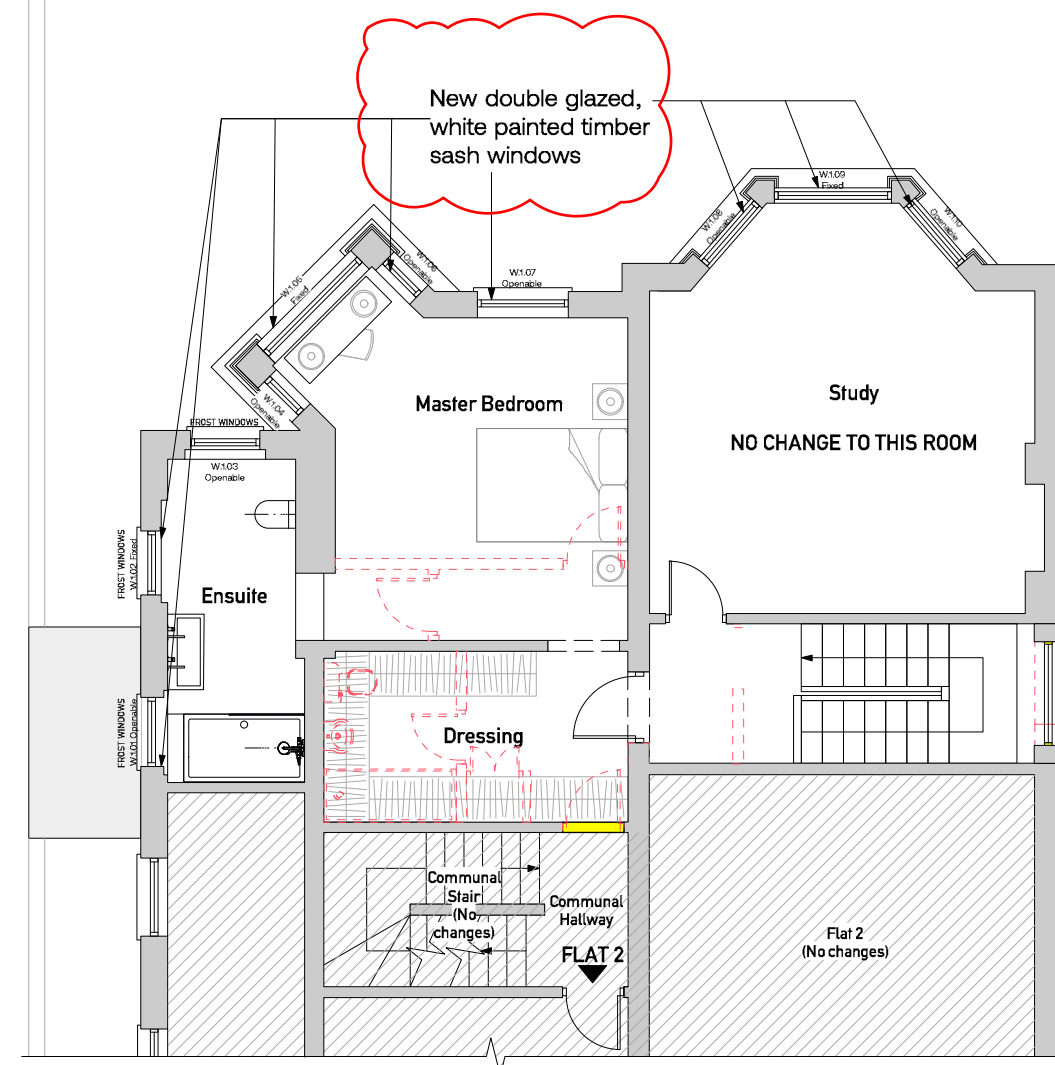 New double glazed,
white painted timber
sash windows
W.1.09
Fixed
W.1.08
Openable
W.1.10
Openable
W.1.06
Openable
W.1.07
Openable
W.1.05
Fixed
W.1.04
Openable
Master Bedroom
Study
NO CHANGE TO THIS ROOM
FROST WINDOWS
W.1.03
Openable
FROST WINDOWS
W.1.02 Fixed
Ensuite
FROST WINDOWS
W.1.01 Openable
Dressing
Communal
Stair
(No
changes)
Communal
Hallway
FLAT 2
Flat 2
(No changes)